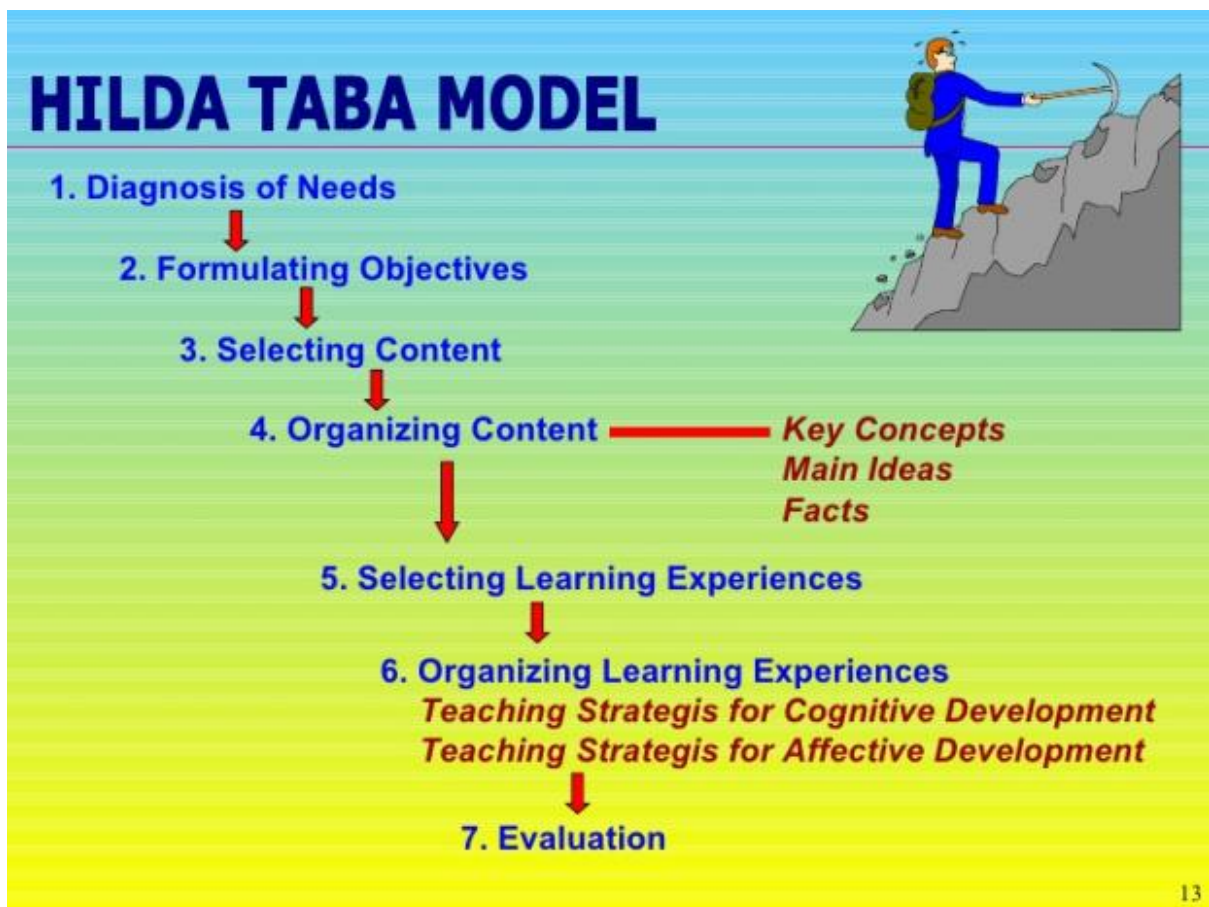 HILDA TABA MODEL
1. Diagnosis of Needs
2. Formulating Objectives
3. Selecting Content
4. Organizing Content
Key Concepts
Main Ideas
Facts
5. Selecting Learning Experiences
6. Organizing Learning Experiences
Teaching Strategis for Cognitive Development
Teaching Strategis for Affective Development
7. Evaluation
13